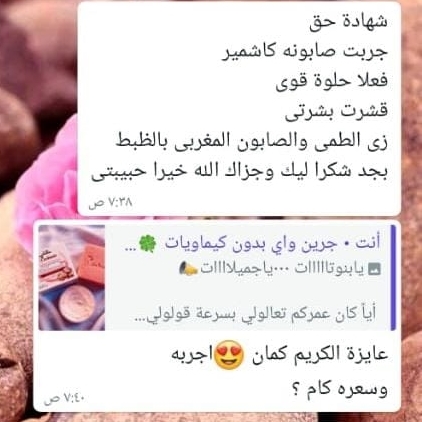 شهادة حق
جربت صابونه كاشمير
فعلا حلوة قوى
قشرت بشرتى
زى الطمى والصابون المغربى بالظبط
بجد شكرا ليك وجزاك الله خيرا حبيبتى
٧:٣٨ ص
أنت • جرين واي بدون كيماويات 🍀...
يابنوتااااات ...ياجميلاااات📣
أياً كان عمركم تعالولي بسرعة قولولي...
عايزة الكريم كمان 😍اجربه
وسعره كام ؟
٧:٤٠ ص